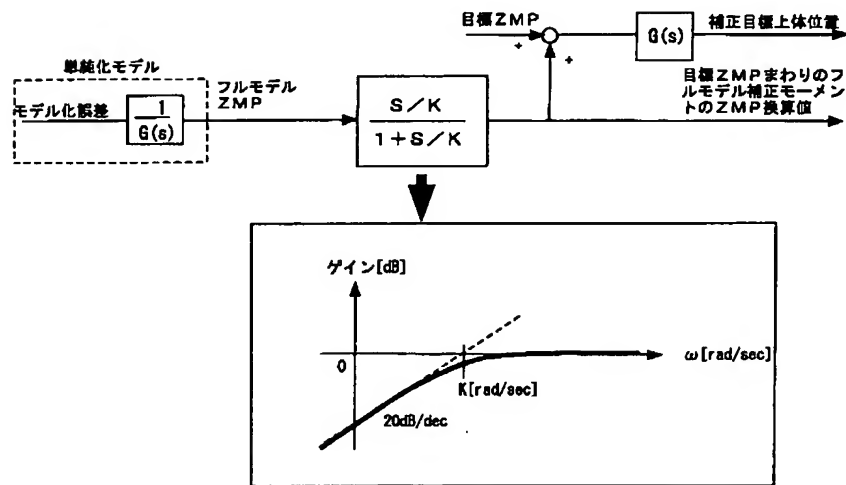 目標ZMP
+
+
G(s)
補正目標上体位置
目標ZMPまわりのフ
ルモデル補正モーメン
トのZMP換算値
単純化モデル
モデル化誤差
1
G(s)
フルモデル
ZMP
S/K
1+S/K
ゲイン[dB]
0
ω[rad/sec]
K[rad/sec]
20dB/dec